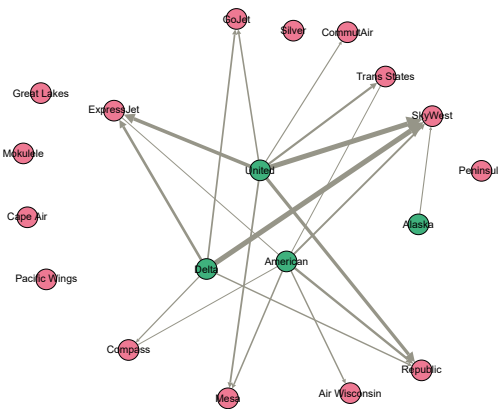 GoJet
Silver
CommutAir
Trans States
Great Lakes
ExpressJet
SkyWest
Mokulele
United
Peninsul
Cape Air
Alaska
American
Delta
Pacific Wings
Compass
Republic
Mesa
Air Wisconsin